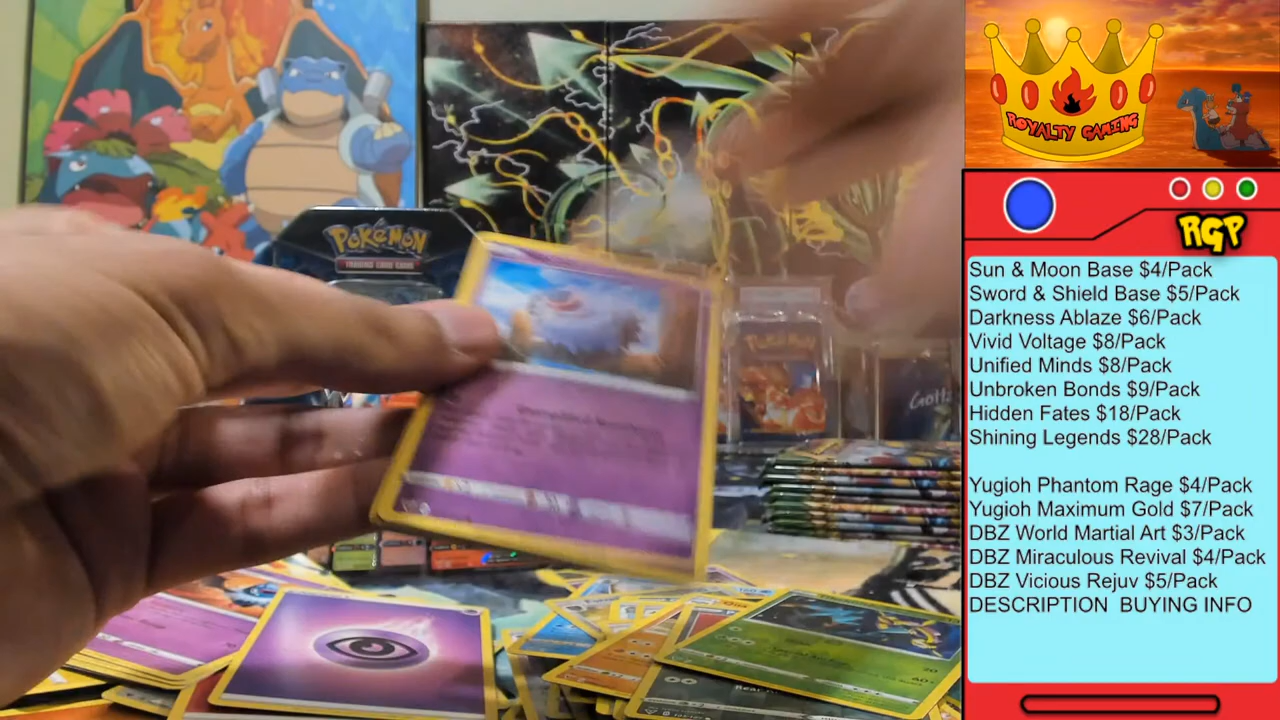 ROYALTY GAMING
RGP
Sun & Moon Base $4/Pack
Sword & Shield Base $5/Pack
Darkness Ablaze $6/Pack
Vivid Voltage $8/Pack
Unified Minds $8/Pack
Unbroken Bonds $9/Pack
Hidden Fates $18/Pack
Shining Legends $28/Pack
Yugioh Phantom Rage $4/Pack
Yugioh Maximum Gold $7/Pack
DBZ World Martial Art $3/Pack
DBZ Miraculous Revival $4/Pack
DBZ Vicious Rejuv $5/Pack
DESCRIPTION BUYING INFO
POKéMON
TRADING CARD GAME
POKéMON